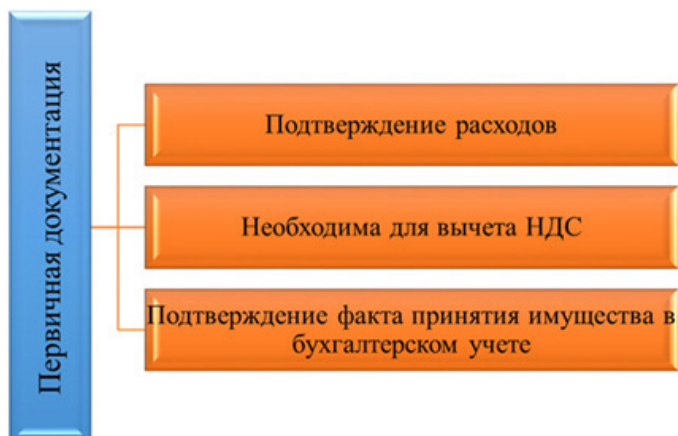 Первичная документация
Подтверждение расходов
Необходима для вычета НДС
Подтверждение факта принятия имущества в
бухгалтерском учете